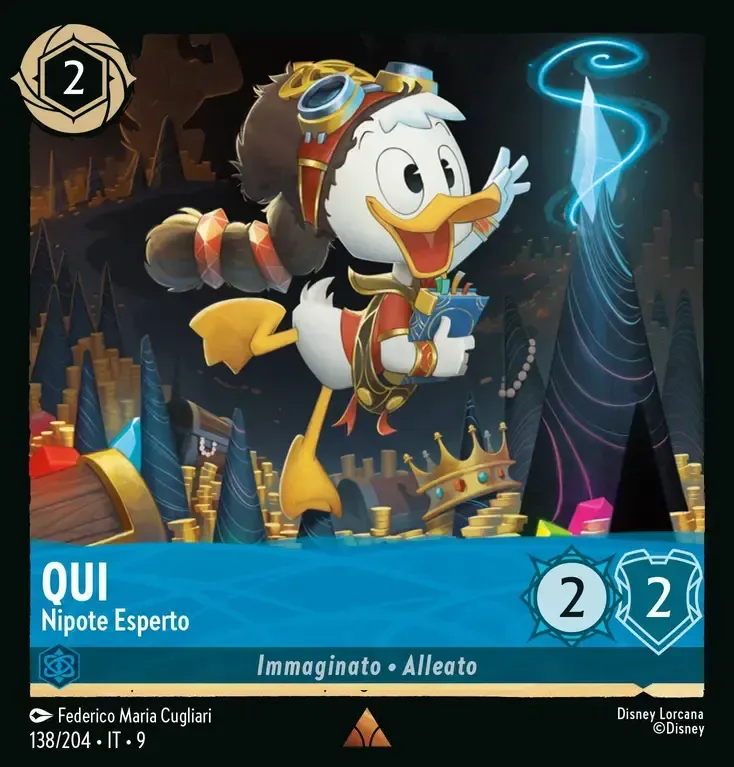 2
QUI
Nipote Esperto
2
2
Immaginato • Alleato
Federico Maria Cugliari
138/204 • IT • 9
Disney Lorcana
©Disney